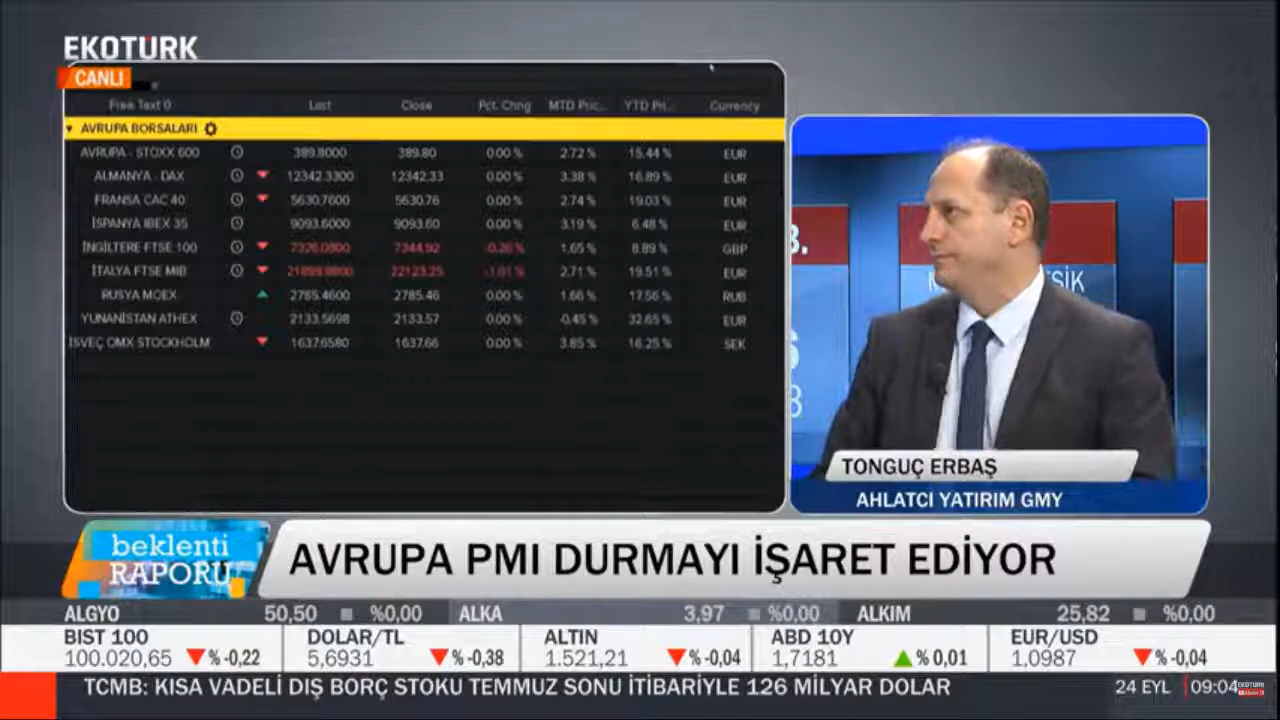 EKOTÜRK
CANLI
Free Text 0 Last Close Pct. Chng MTD Pric... YTD Pri... Currency
AVRUPA BORSALARI
AVRUPA - STOXX 600 389.8000 389.80 0.00 % 2.72 % 15.44 % EUR
ALMANYA - DAX 12342.3300 12342.33 0.00 % 3.38 % 16.89 % EUR
FRANSA CAC 40 5630.7600 5630.76 0.00 % 2.74 % 19.03 % EUR
İSPANYA IBEX 35 9093.6000 9093.60 0.00 % 3.19 % 6.48 % EUR
İNGİLTERE FTSE 100 7326.0800 7344.92 -0.26 % 1.65 % 8.89 % GBP
İTALYA FTSE MIB 22123.25 -1.01 % 2.71 % 19.51 % EUR
RUSYA MOEX 2785.4600 2785.46 0.00 % 1.66 % 17.56 % RUB
YUNANİSTAN ATHEX 2133.5698 2133.57 0.00 % -0.45 % 32.65 % EUR
İSVEÇ OMX STOCKHOLM 1637.6580 1637.66 0.00 % 3.85 % 16.25 % SEK
TONGUÇ ERBAŞ
AHLATCI YATIRIM GMY
beklenti
RAPORU
AVRUPA PMI DURMAYI İŞARET EDİYOR
ALGYO 50,50 %0,00 ALKA 3,97 %0,00 ALKIM 25,82 %0,00
BIST 100 DOLAR/TL ALTIN ABD 10Y EUR/USD
100.020,65 % -0,22 5,6931 % -0,38 1.521,21 % -0,04 1,7181 % 0,01 1,0987 % -0,04
TCMB: KISA VADELİ DIŞ BORÇ STOKU TEMMUZ SONU İTİBARİYLE 126 MİLYAR DOLAR 24 EYL 09:04
EKOTÜRK